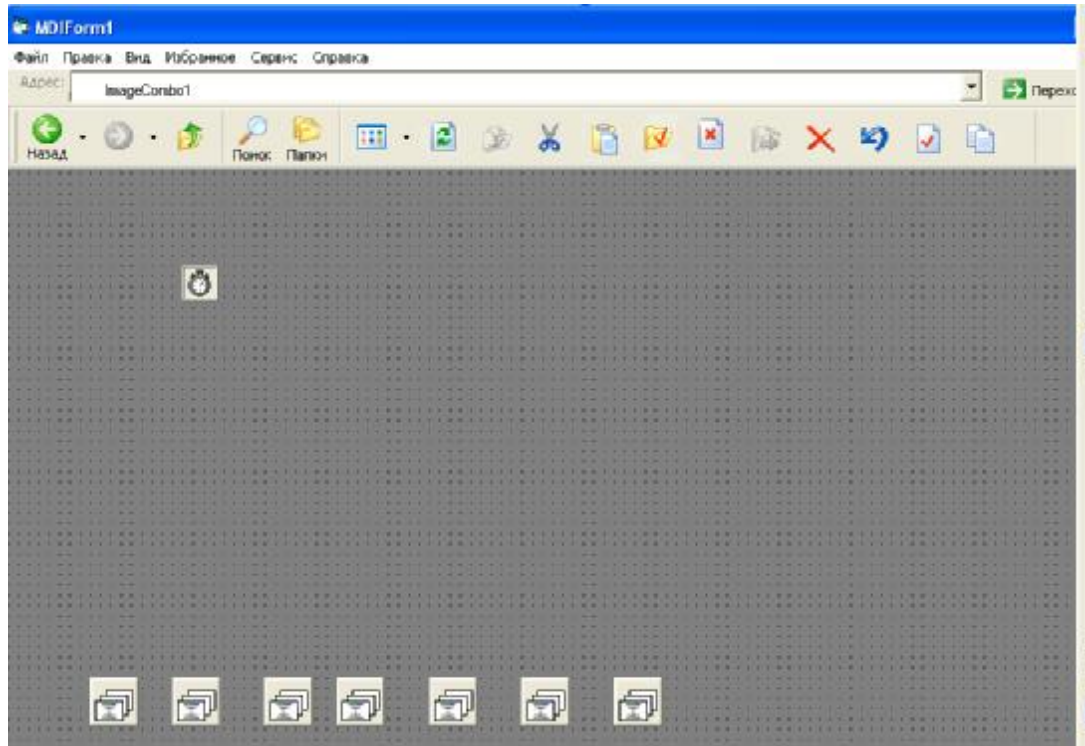 MDIForm1
Файл Правка Вид Избранное Сервис Справка
Адрес: ImageCombo1 Перехо
Назад Поиск Папки